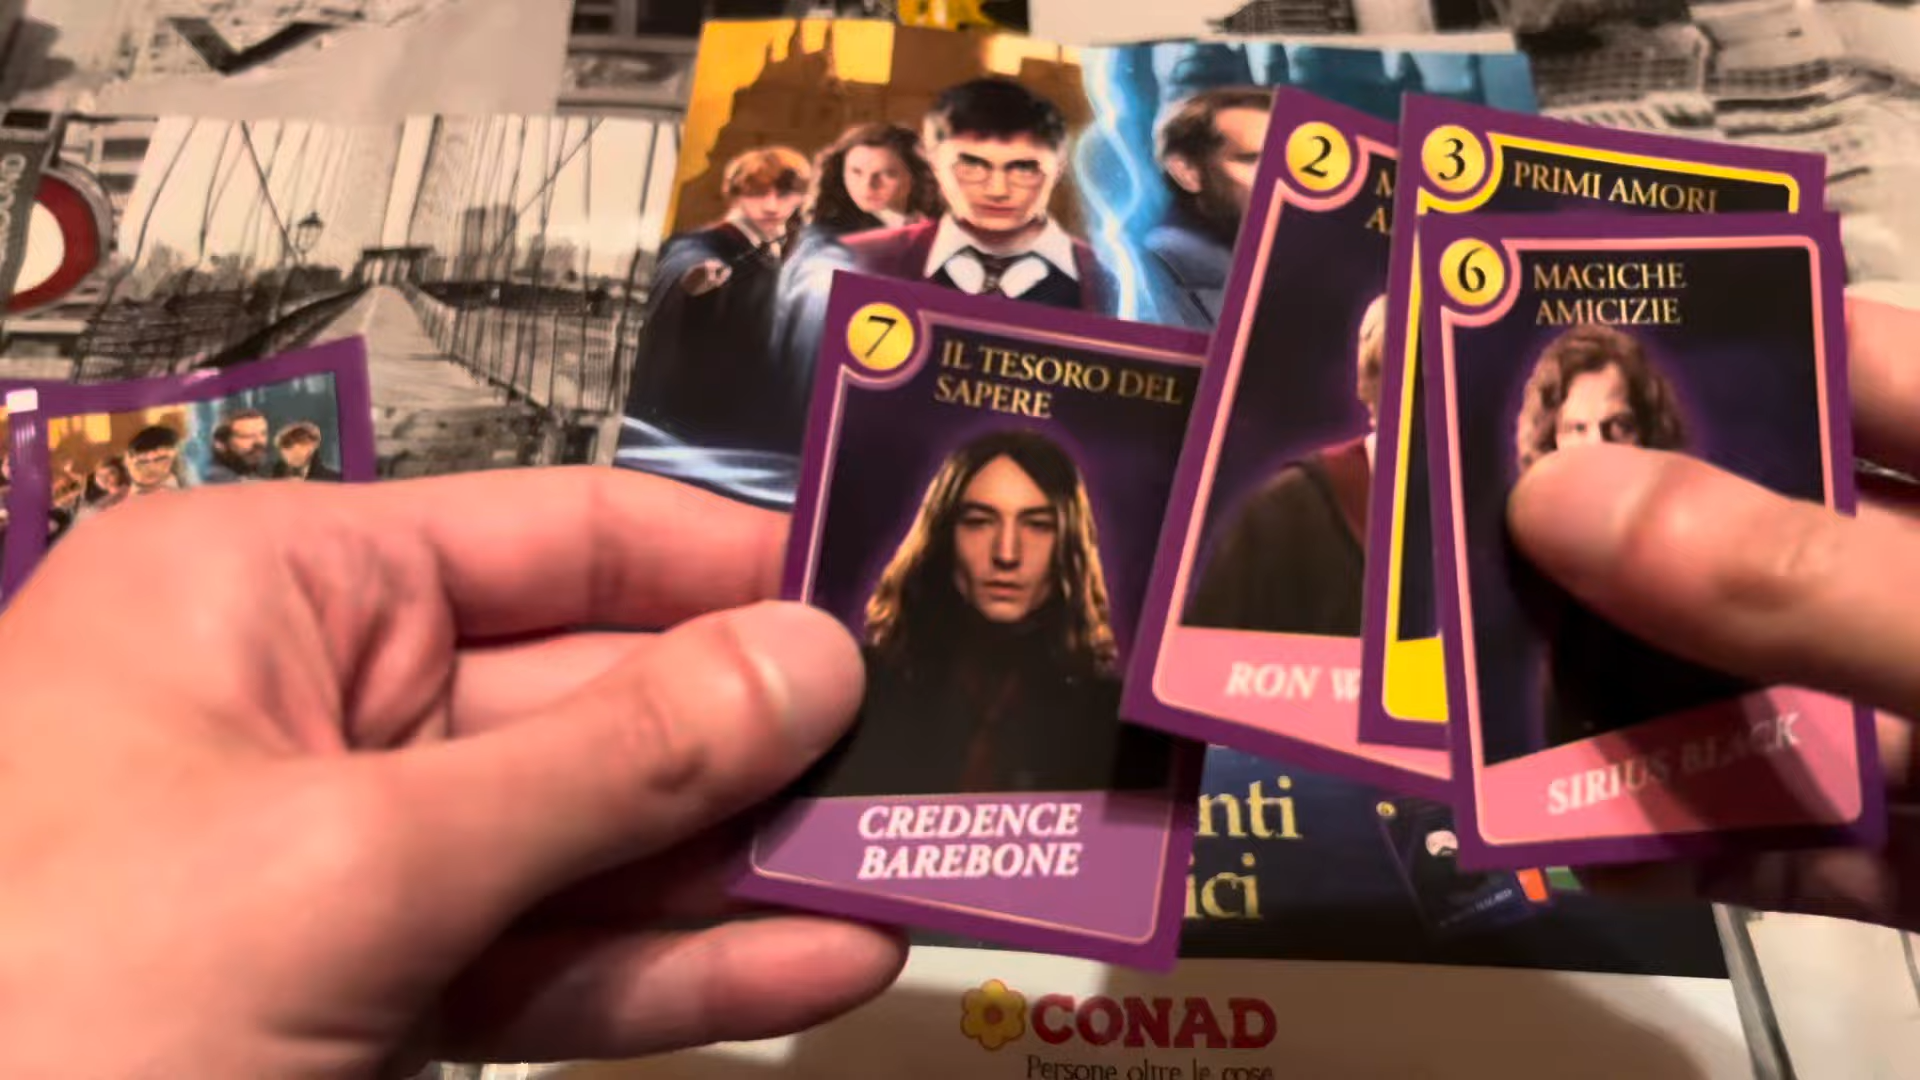 7
IL TESORO DEL
SAPERE
CREDENCE
BAREBONE
2
RON
3
PRIMI AMORI
6
MAGICHE
AMICIZIE
SIRIUS BLACK
nti
ici
CONAD
Persone oltre le cose